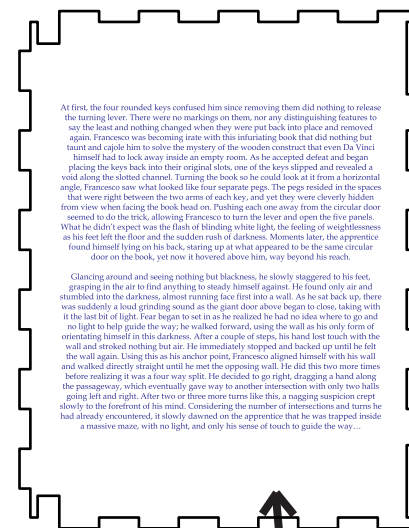 At first, the four rounded keys confused him since removing them did nothing to release
the turning lever. There were no markings on them, nor any distinguishing features to
say the least and nothing changed when they were put back into place and removed
again. Francesco was becoming irate with this infuriating book that did nothing but
taunt and cajole him to solve the mystery of the wooden construct that even Da Vinci
himself had to lock away inside an empty room. As he accepted defeat and began
placing the keys back into their original slots, one of the keys slipped and revealed a
void along the slotted channel. Turning the book so he could look at it from a horizontal
angle, Francesco saw what looked like four separate pegs. The pegs resided in the spaces
that were right between the two arms of each key, and yet they were cleverly hidden
from view when facing the book head on. Pushing each one away from the circular door
seemed to do the trick, allowing Francesco to turn the lever and open the five panels.
What he didn't expect was the flash of blinding white light, the feeling of weightlessness
as his feet left the floor and the sudden rush of darkness. Moments later, the apprentice
found himself lying on his back, staring up at what appeared to be the same circular
door on the book, yet now it hovered above him, way beyond his reach.
Glancing around and seeing nothing but blackness, he slowly staggered to his feet,
grasping in the air to find anything to steady himself against. He found only air and
stumbled into the darkness, almost running face first into a wall. As he sat back up, there
was suddenly a loud grinding sound as the giant door above began to close, taking with
it the last bit of light. Fear began to set in as he realized he had no idea where to go and
no light to help guide the way; he walked forward, using the wall as his only form of
orientating himself in this darkness. After a couple of steps, his hand lost touch with the
wall and stroked nothing but air. He immediately stopped and backed up until he felt
the wall again. Using this as his anchor point, Francesco aligned himself with his wall
and walked directly straight until he met the opposing wall. He did this two more times
before realizing it was a four way split. He decided to go right, dragging a hand along
the passageway, which eventually gave way to another intersection with only two halls
going left and right. After two or three more turns like this, a nagging suspicion crept
slowly to the forefront of his mind. Considering the number of intersections and turns he
had already encountered, it slowly dawned on the apprentice that he was trapped inside
a massive maze, with no light, and only his sense of touch to guide the way…